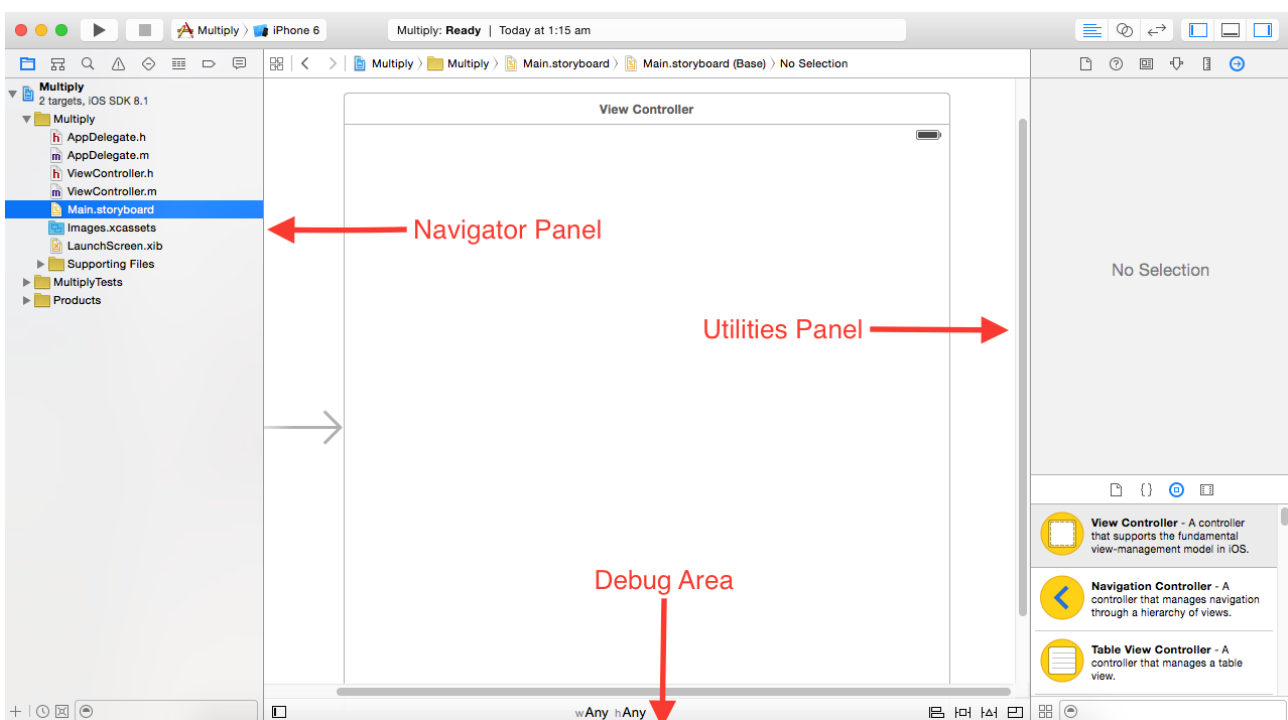 Multiply 〉 iPhone 6
Multiply: Ready | Today at 1:15 am
Multiply 〉 Multiply 〉 Main.storyboard 〉 Main.storyboard (Base) 〉 No Selection
Multiply
2 targets, iOS SDK 8.1
Multiply
h AppDelegate.h
m AppDelegate.m
h ViewController.h
m ViewController.m
Main.storyboard
Images.xcassets
LaunchScreen.xib
Supporting Files
MultiplyTests
Products
View Controller
Navigator Panel
Utilities Panel
Debug Area
wAny hAny
No Selection
{}
View Controller - A controller
that supports the fundamental
view-management model in iOS.
Navigation Controller - A
controller that manages navigation
through a hierarchy of views.
Table View Controller - A
controller that manages a table
view.